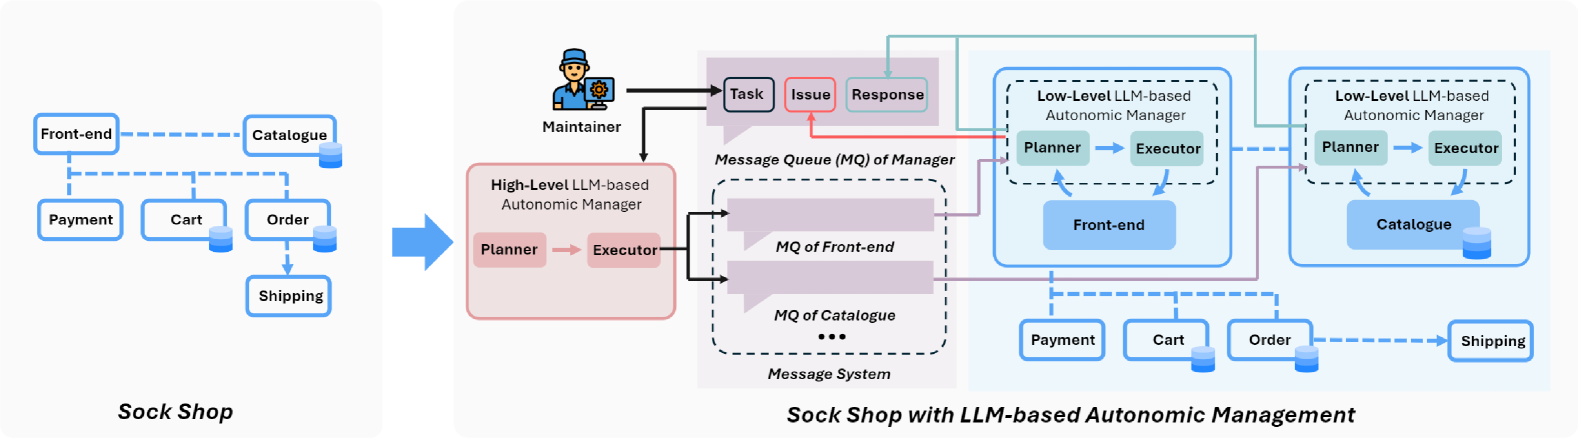 Front-end
Catalogue
Payment
Cart
Order
Shipping
Sock Shop
Maintainer
Task
Issue
Response
Message Queue (MQ) of Manager
High-Level LLM-based
Autonomic Manager
Planner
Executor
MQ of Front-end
MQ of Catalogue
•••
Message System
Low-Level LLM-based
Autonomic Manager
Planner
Executor
Front-end
Low-Level LLM-based
Autonomic Manager
Planner
Executor
Catalogue
Payment
Cart
Order
Shipping
Sock Shop with LLM-based Autonomic Management